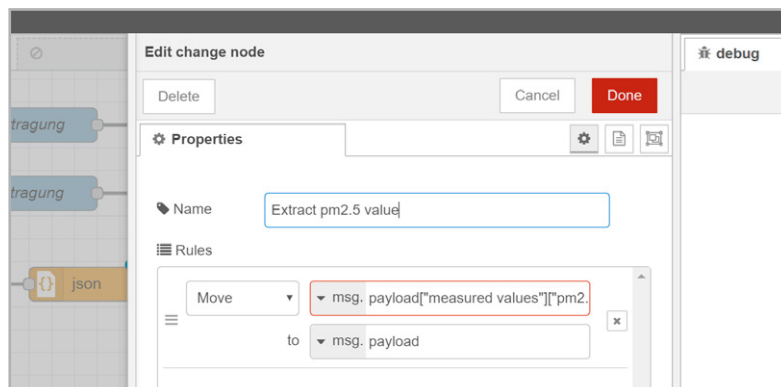 Edit change node
debug
Delete
Cancel
Done
tragung
Properties
tragung
Name
Extract pm2.5 value
Rules
{} json
Move
msg. payload["measured values"]["pm2.
to
msg. payload